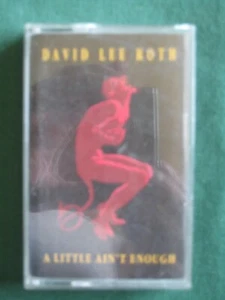 DAVID LEE ROTH
A LITTLE AIN'T ENOUGH